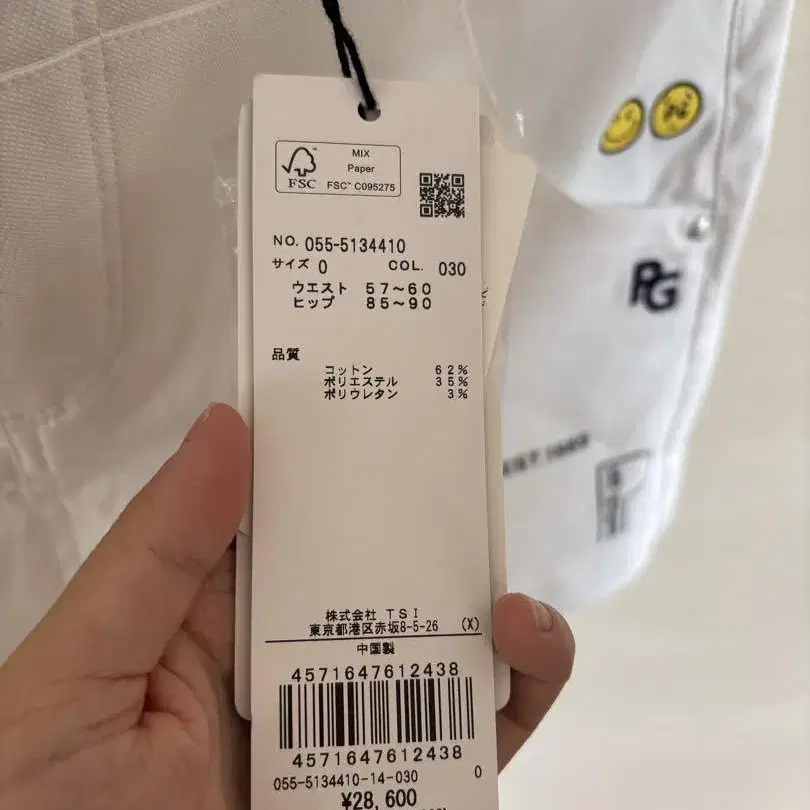 MIX
Paper
FSC™ C095275
FSC
NO. 055-5134410
サイズ 0 COL. 030
ウエスト 57～60
ヒップ 85～90
品質
コットン 62%
ポリエステル 35%
ポリウレタン 3%
株式会社 TSI
東京都港区赤坂8-5-26 (X)
中国製
4571647612438
4571647612438
055-5134410-14-030 0
¥28,600
PG